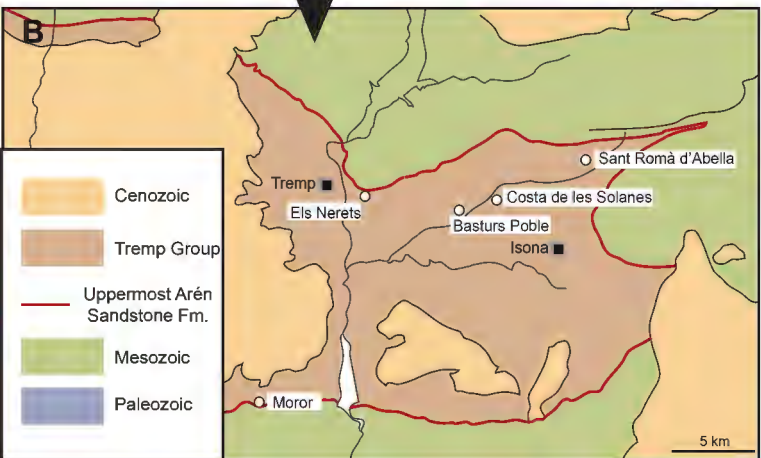 B
Cenozoic
Tremp Group
Uppermost Arén
Sandstone Fm.
Mesozoic
Paleozoic
Tremp
Els Nerets
Sant Romà d'Abella
Costa de les Solanes
Basturs Poble
Isona
Moror
5 km